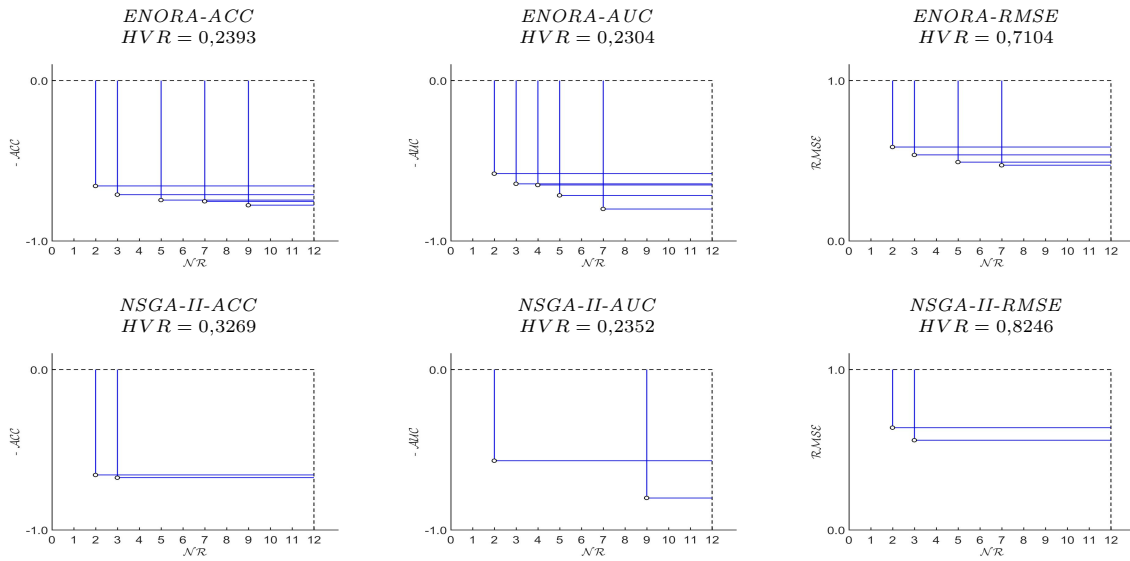 ENORA-ACC
HVR = 0,2393
0.0
- ACC
-1.0
0 1 2 3 4 5 6 7 8 9 10 11 12
NR
ENORA-AUC
HVR = 0,2304
0.0
- AUC
-1.0
0 1 2 3 4 5 6 7 8 9 10 11 12
NR
ENORA-RMSE
HVR = 0,7104
1.0
RMSE
0.0
0 1 2 3 4 5 6 7 8 9 10 11 12
NR
NSGA-II-ACC
HVR = 0,3269
0.0
- ACC
-1.0
0 1 2 3 4 5 6 7 8 9 10 11 12
NR
NSGA-II-AUC
HVR = 0,2352
0.0
- AUC
-1.0
0 1 2 3 4 5 6 7 8 9 10 11 12
NR
NSGA-II-RMSE
HVR = 0,8246
1.0
RMSE
0.0
0 1 2 3 4 5 6 7 8 9 10 11 12
NR